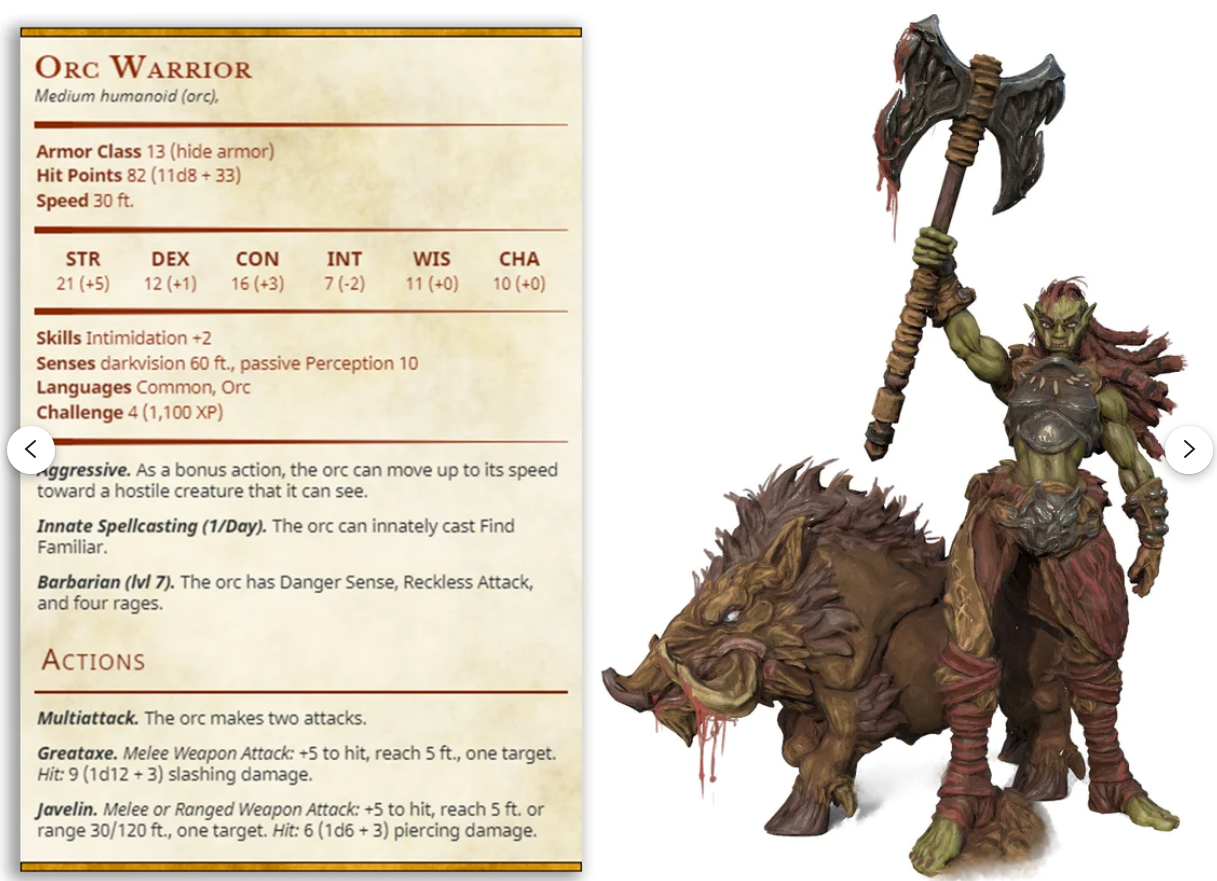 Orc Warrior
Medium humanoid (orc),
Armor Class 13 (hide armor)
Hit Points 82 (11d8 + 33)
Speed 30 ft.
STR DEX CON INT WIS CHA
21 (+5) 12 (+1) 16 (+3) 7 (-2) 11 (+0) 10 (+0)
Skills Intimidation +2
Senses darkvision 60 ft., passive Perception 10
Languages Common, Orc
Challenge 4 (1,100 XP)
Aggressive. As a bonus action, the orc can move up to its speed
toward a hostile creature that it can see.
Innate Spellcasting (1/Day). The orc can innately cast Find
Familiar.
Barbarian (lvl 7). The orc has Danger Sense, Reckless Attack,
and four rages.
Actions
Multiattack. The orc makes two attacks.
Greataxe. Melee Weapon Attack: +5 to hit, reach 5 ft., one target.
Hit: 9 (1d12 + 3) slashing damage.
Javelin. Melee or Ranged Weapon Attack: +5 to hit, reach 5 ft. or
range 30/120 ft., one target. Hit: 6 (1d6 + 3) piercing damage.